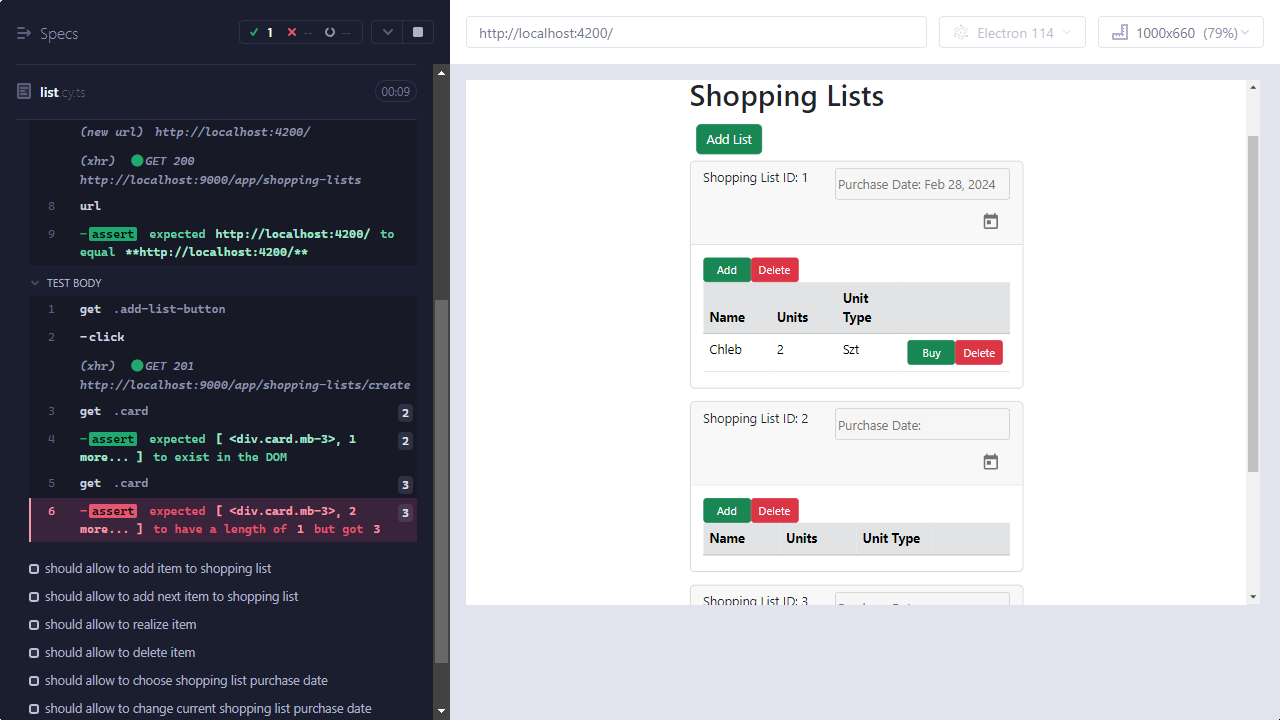 Specs
1
--
--
list.cy.ts
00:09
(new url) http://localhost:4200/
(xhr) GET 200
http://localhost:9000/app/shopping-lists
8 url
9 -assert expected http://localhost:4200/ to
equal **http://localhost:4200/**
TEST BODY
1 get .add-list-button
2 -click
(xhr) GET 201
http://localhost:9000/app/shopping-lists/create
3 get .card 2
4 -assert expected [ <div.card.mb-3>, 1 2
more... ] to exist in the DOM
5 get .card 3
6 -assert expected [ <div.card.mb-3>, 2 3
more... ] to have a length of 1 but got 3
should allow to add item to shopping list
should allow to add next item to shopping list
should allow to realize item
should allow to delete item
should allow to choose shopping list purchase date
should allow to change current shopping list purchase date
http://localhost:4200/
Electron 114
1000x660 (79%)
Shopping Lists
Add List
Shopping List ID: 1
Purchase Date: Feb 28, 2024
Add Delete
Name Units Unit Type
Chleb 2 Szt Buy Delete
Shopping List ID: 2
Purchase Date:
Add Delete
Name Units Unit Type
Shopping List ID: 3